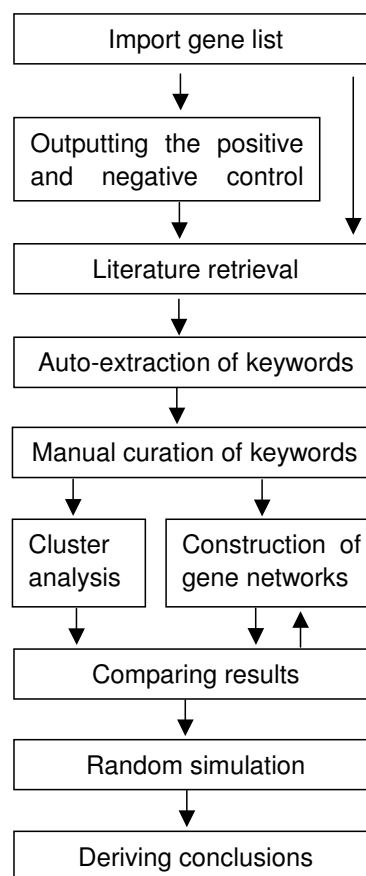 Import gene list
Outputting the positive
and negative control
Literature retrieval
Auto-extraction of keywords
Manual curation of keywords
Cluster
analysis
Construction of
gene networks
Comparing results
Random simulation
Deriving conclusions